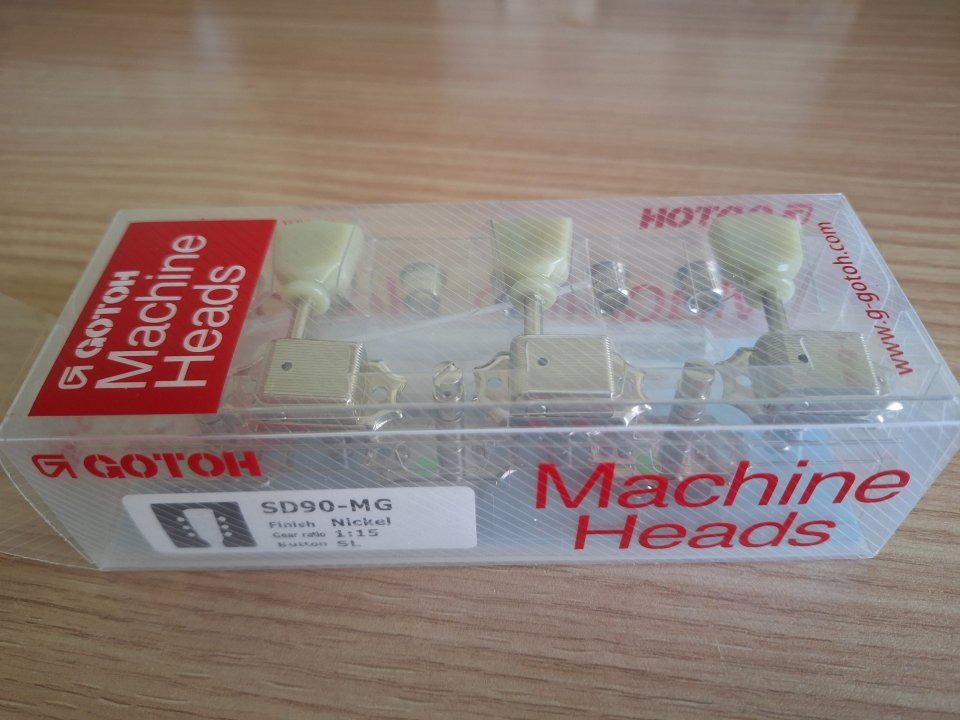 GOTOH
Machine
Heads
GOTOH
www.g-gotoh.com
GOTOH
SD90-MG
Finish Nickel
Gear ratio 1:15
Button SL
Machine
Heads